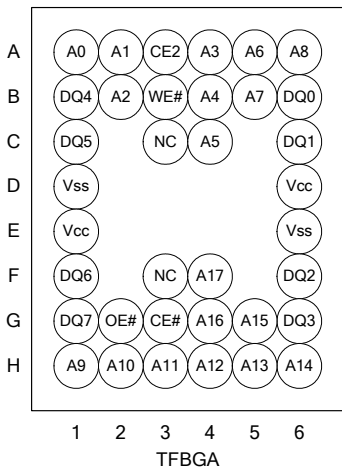 A A0 A1 CE2 A3 A6 A8
B DQ4 A2 WE# A4 A7 DQ0
C DQ5 NC A5 DQ1
D Vss Vcc
E Vcc Vss
F DQ6 NC A17 DQ2
G DQ7 OE# CE# A16 A15 DQ3
H A9 A10 A11 A12 A13 A14
1 2 3 4 5 6
TFBGA